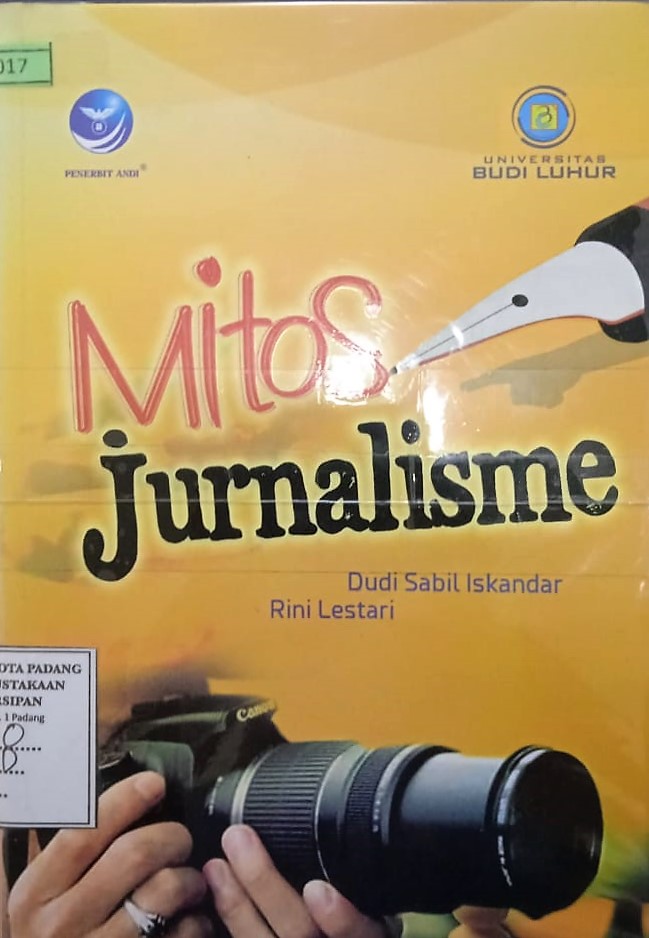 017
PENERBIT ANDI®
UNIVERSITAS
BUDI LUHUR
Mitos
Jurnalisme
Dudi Sabil Iskandar
Rini Lestari
OTA PADANG
USTAKAAN
RSIPAN
. 1 Padang
Canon